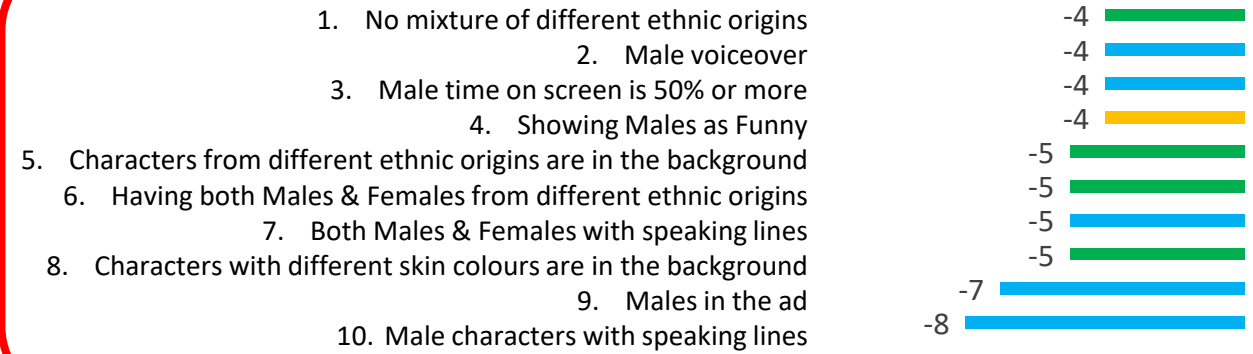 1. No mixture of different ethnic origins -4
2. Male voiceover -4
3. Male time on screen is 50% or more -4
4. Showing Males as Funny -4
5. Characters from different ethnic origins are in the background -5
6. Having both Males & Females from different ethnic origins -5
7. Both Males & Females with speaking lines -5
8. Characters with different skin colours are in the background -5
9. Males in the ad -7
10. Male characters with speaking lines -8